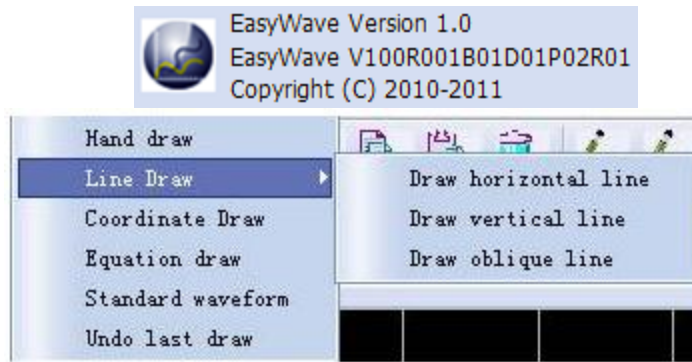 EasyWave Version 1.0
EasyWave V100R001B01D01P02R01
Copyright (C) 2010-2011
Hand draw
Line Draw
Draw horizontal line
Coordinate Draw
Draw vertical line
Equation draw
Draw oblique line
Standard waveform
Undo last draw